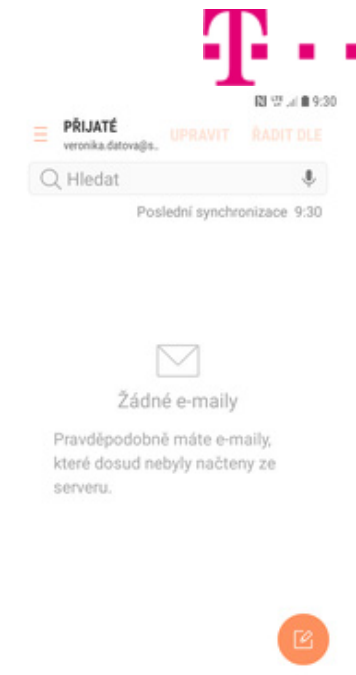 T
9:30
PŘIJATÉ
veronika.datova@s..
UPRAVIT
ŘADIT DLE
Hledat
Poslední synchronizace 9:30
Žádné e-maily
Pravděpodobně máte e-maily,
které dosud nebyly načteny ze
serveru.